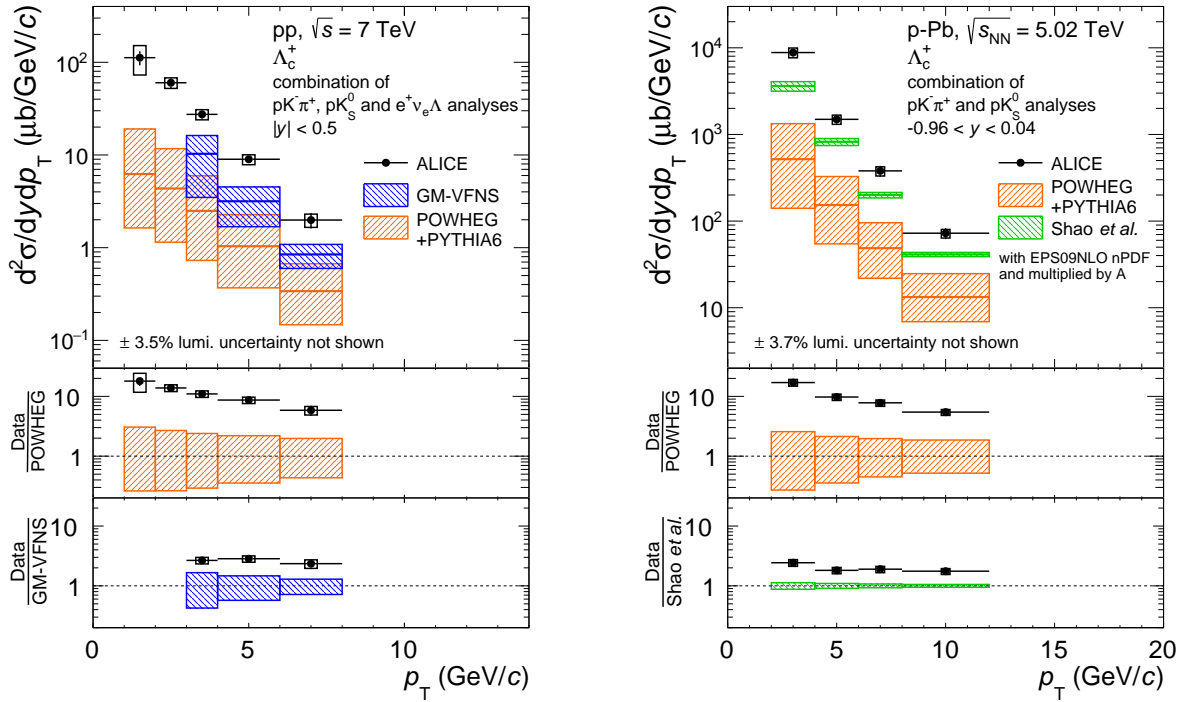 pp, √s = 7 TeV
Λc+
combination of
pK-π+, pKS0 and e+νeΛ analyses
|y| < 0.5
ALICE
GM-VFNS
POWHEG
+PYTHIA6
± 3.5% lumi. uncertainty not shown
d²σ/dydpT (μb/GeV/c)
10²
10
1
10⁻¹
Data
POWHEG
10
1
Data
GM-VFNS
10
1
0
5
10
pT (GeV/c)
p-Pb, √sNN = 5.02 TeV
Λc+
combination of
pK-π+ and pKS0 analyses
-0.96 < y < 0.04
ALICE
POWHEG
+PYTHIA6
Shao et al.
with EPS09NLO nPDF
and multiplied by A
± 3.7% lumi. uncertainty not shown
d²σ/dydpT (μb/GeV/c)
10⁴
10³
10²
10
Data
POWHEG
10
1
Data
Shao et al.
10
1
0
5
10
15
20
pT (GeV/c)